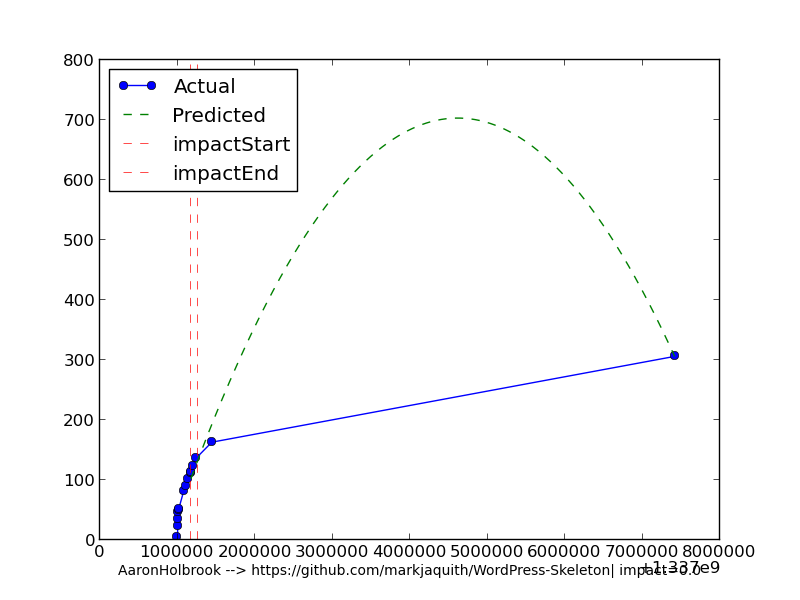 800
700
600
500
400
300
200
100
0
Actual
Predicted
impactStart
impactEnd
0 1000000 2000000 3000000 4000000 5000000 6000000 7000000 8000000
+1.337e9
AaronHolbrook --> https://github.com/markjaquith/WordPress-Skeleton| impact=0.0